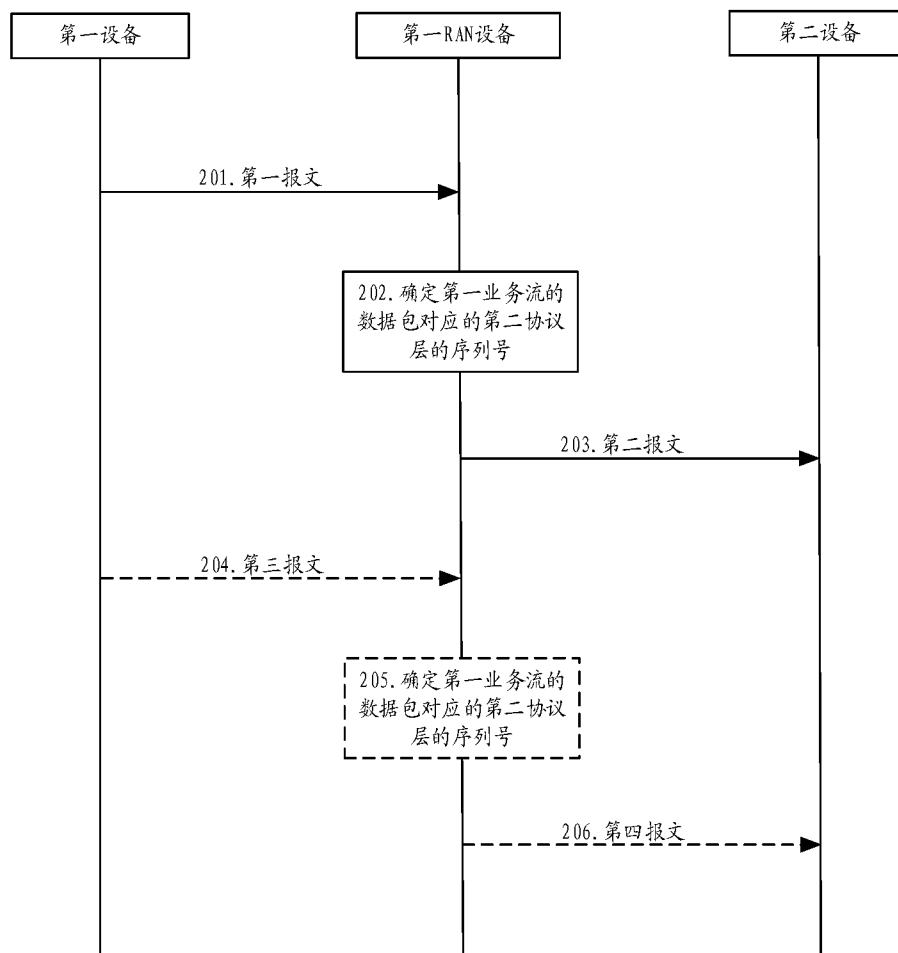 第一设备
第一RAN设备
第二设备
201.第一报文
202.确定第一业务流的
数据包对应的第二协议
层的序列号
203.第二报文
204.第三报文
205.确定第一业务流的
数据包对应的第二协议
层的序列号
206.第四报文